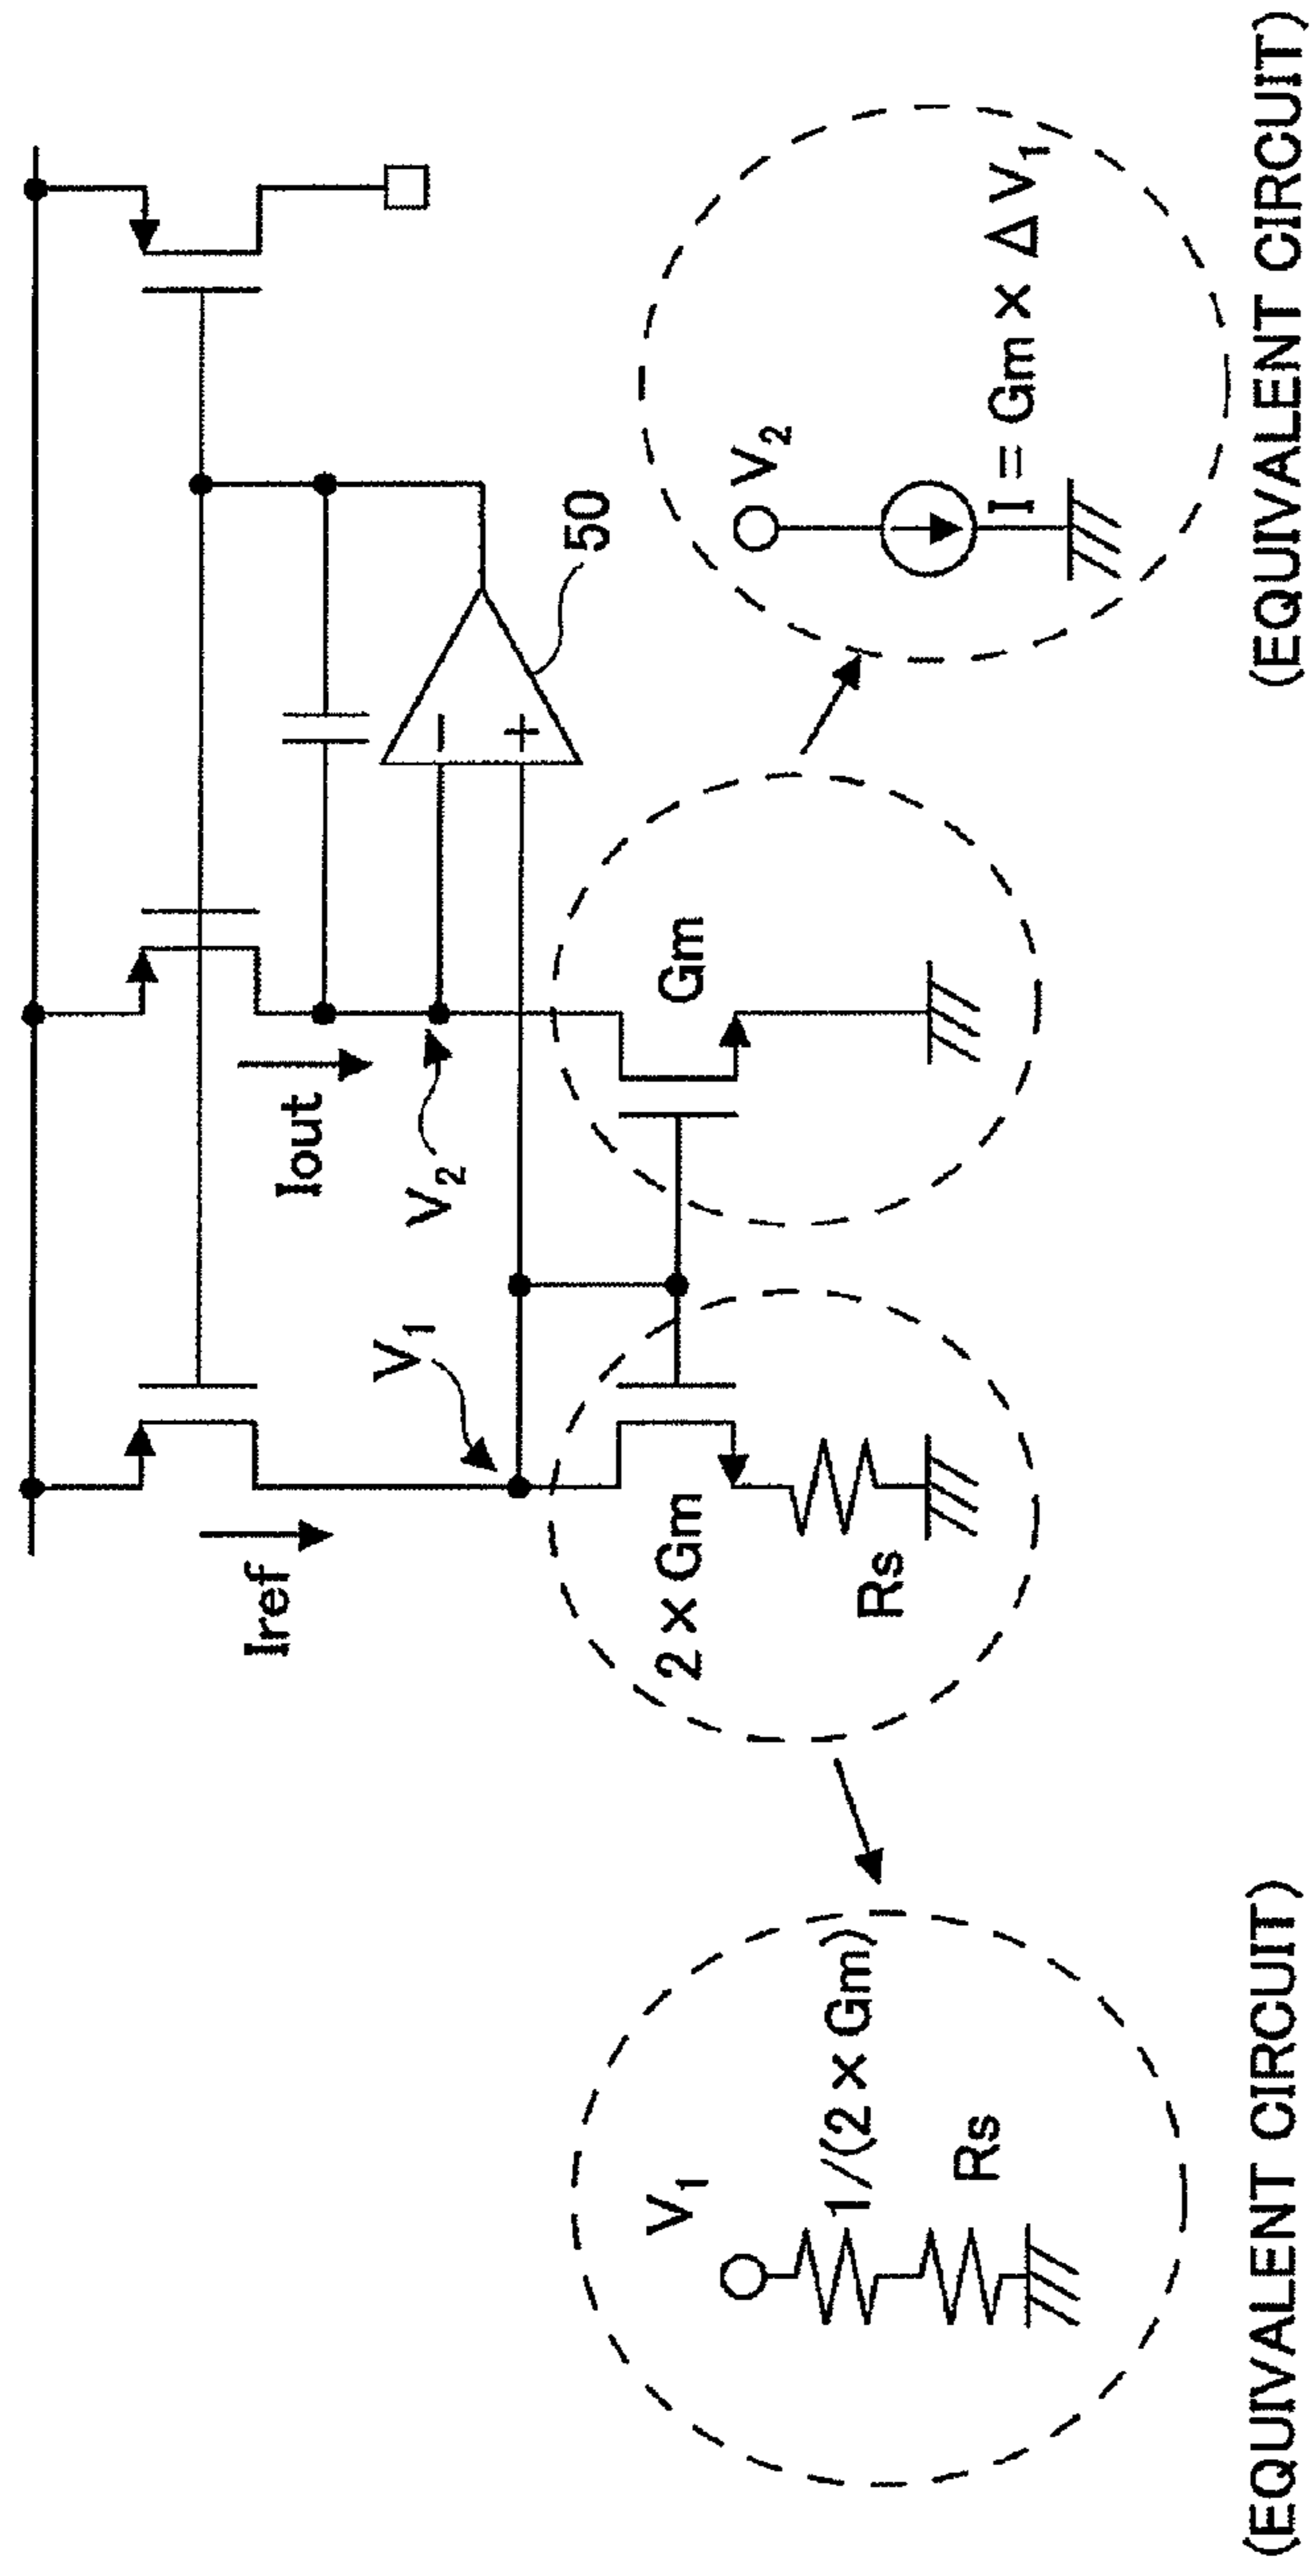 Iref
Iout
V₁
V₂
−
+
50
2 × Gm
Rs
Gm
V₁
1/(2 × Gm)
Rs
V₂
I = Gm × Δ V₁
(EQUIVALENT CIRCUIT)
(EQUIVALENT CIRCUIT)